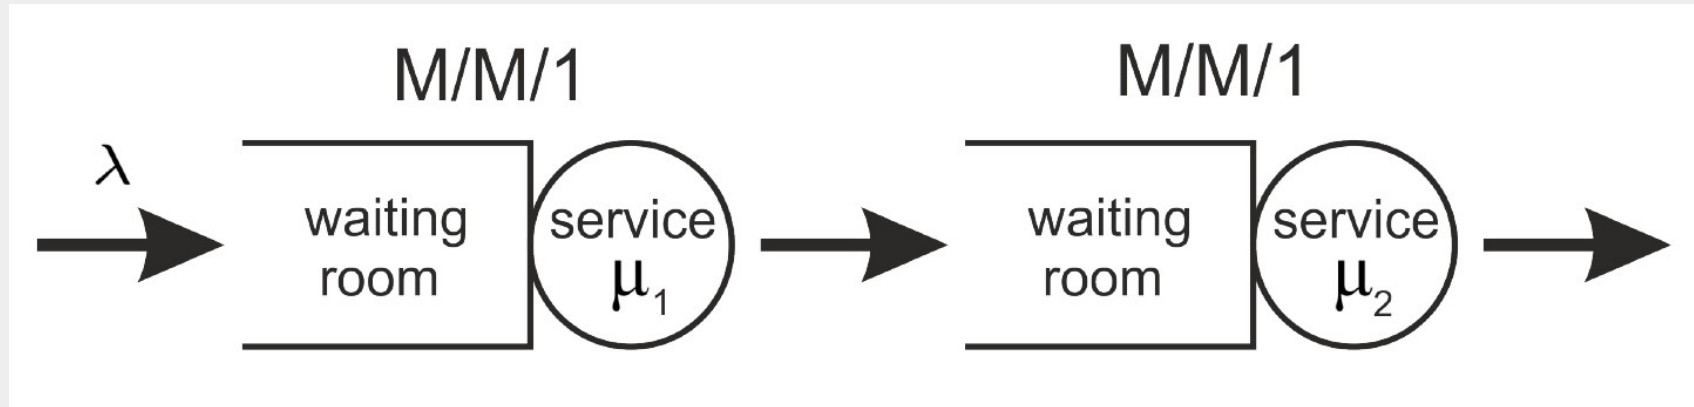 M/M/1
M/M/1
λ
waiting
room
service
μ₁
waiting
room
service
μ₂